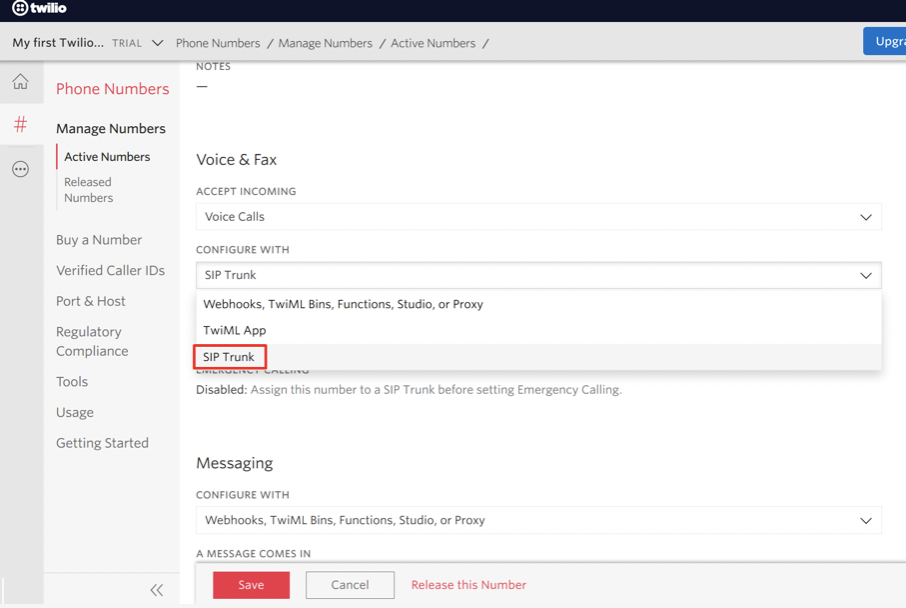 twilio
My first Twilio... TRIAL Phone Numbers / Manage Numbers / Active Numbers /
Phone Numbers
Manage Numbers
Active Numbers
Released
Numbers
Buy a Number
Verified Caller IDs
Port & Host
Regulatory
Compliance
Tools
Usage
Getting Started
NOTES
—
Voice & Fax
ACCEPT INCOMING
Voice Calls
CONFIGURE WITH
SIP Trunk
Webhooks, TwiML Bins, Functions, Studio, or Proxy
TwiML App
SIP Trunk
EMERGENCY CALLING
Disabled: Assign this number to a SIP Trunk before setting Emergency Calling.
Messaging
CONFIGURE WITH
Webhooks, TwiML Bins, Functions, Studio, or Proxy
A MESSAGE COMES IN
Save Cancel Release this Number